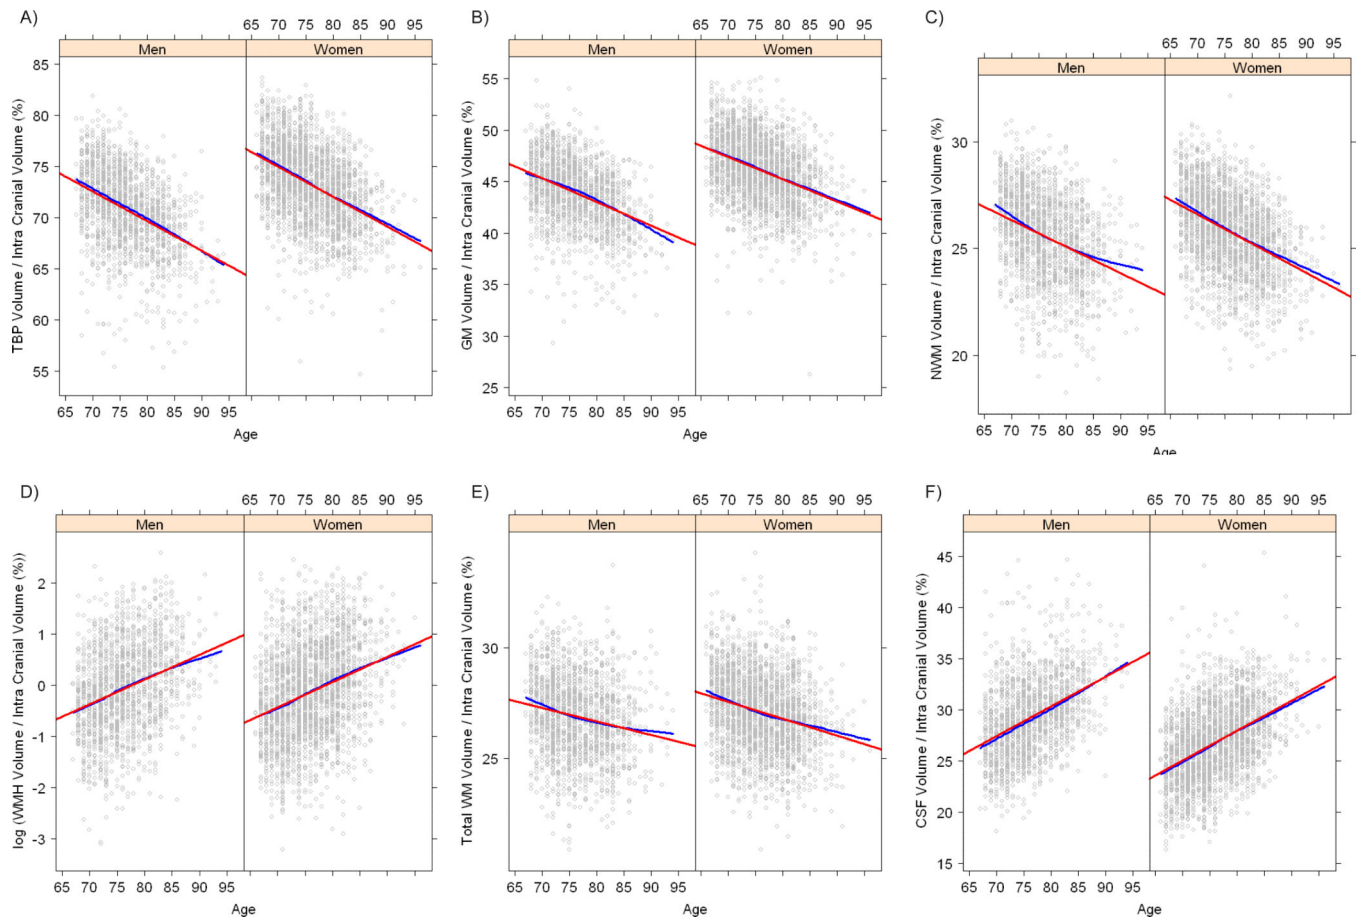 A)
65 70 75 80 85 90 95
Men Women
85
80
75
70
65
60
55
TBP Volume / Intra Cranial Volume (%)
65 70 75 80 85 90 95
Age
B)
65 70 75 80 85 90 95
Men Women
55
50
45
40
35
30
25
GM Volume / Intra Cranial Volume (%)
65 70 75 80 85 90 95
Age
C)
65 70 75 80 85 90 95
Men Women
30
25
20
NWM Volume / Intra Cranial Volume (%)
65 70 75 80 85 90 95
Age
D)
65 70 75 80 85 90 95
Men Women
2
1
0
-1
-2
-3
log (WMH Volume / Intra Cranial Volume (%))
65 70 75 80 85 90 95
Age
E)
65 70 75 80 85 90 95
Men Women
30
25
Total WM Volume / Intra Cranial Volume (%)
65 70 75 80 85 90 95
Age
F)
65 70 75 80 85 90 95
Men Women
45
40
35
30
25
20
15
CSF Volume / Intra Cranial Volume (%)
65 70 75 80 85 90 95
Age